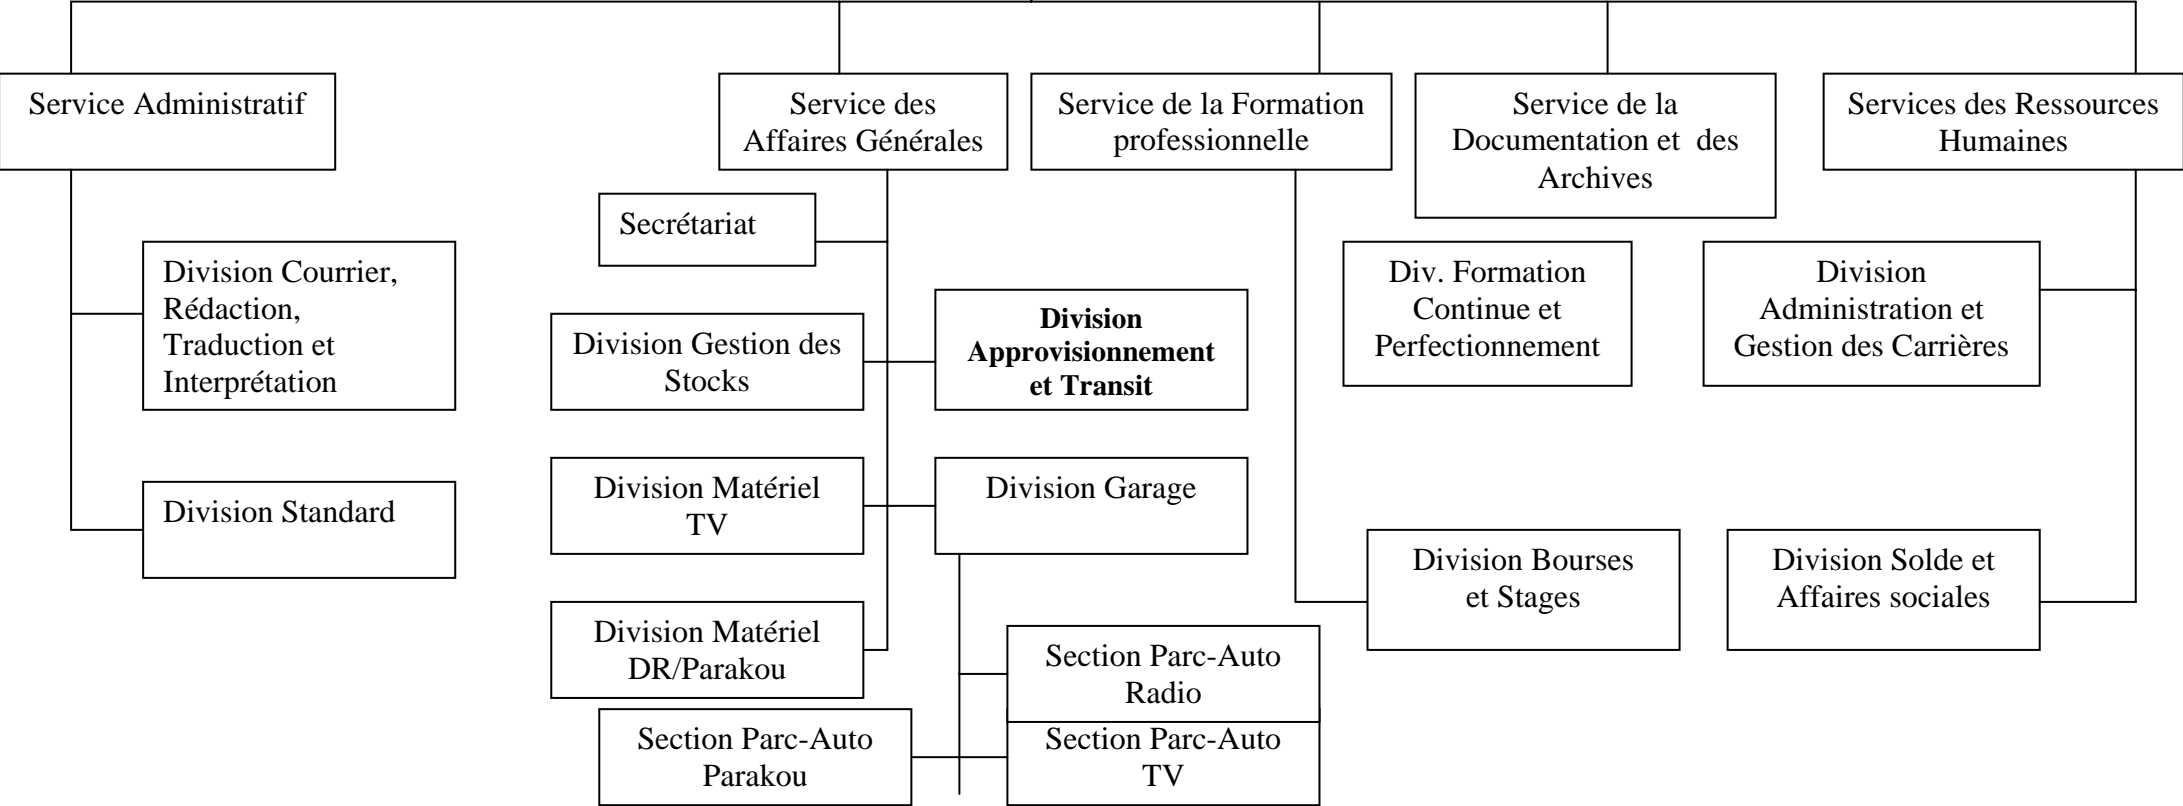 Service Administratif
Service des
Affaires Générales
Service de la Formation
professionnelle
Service de la
Documentation et  des
Archives
Services des Ressources
Humaines
Secrétariat
Division Courrier,
Rédaction,
Traduction et
Interprétation
Division Gestion des
Stocks
Division
Approvisionnement
et Transit
Div. Formation
Continue et
Perfectionnement
Division
Administration et
Gestion des Carrières
Division Standard
Division Matériel
TV
Division Garage
Division Bourses
et Stages
Division Solde et
Affaires sociales
Division Matériel
DR/Parakou
Section Parc-Auto
Radio
Section Parc-Auto
Parakou
Section Parc-Auto
TV